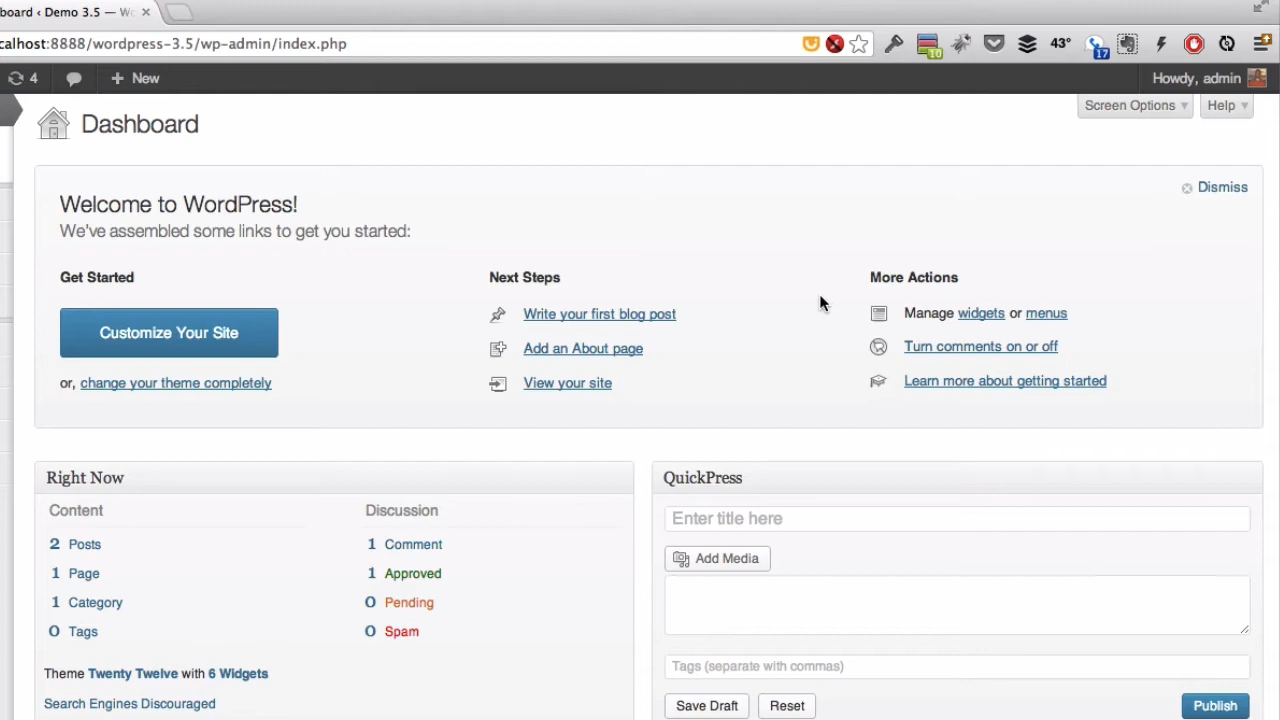 board ‹ Demo 3.5 —
calhost:8888/wordpress-3.5/wp-admin/index.php
10
43°
17
4
New
Howdy, admin
Dashboard
Screen Options
Help
Welcome to WordPress!
Dismiss
We've assembled some links to get you started:
Get Started
Customize Your Site
or, change your theme completely
Next Steps
Write your first blog post
Add an About page
View your site
More Actions
Manage widgets or menus
Turn comments on or off
Learn more about getting started
Right Now
Content
2 Posts
1 Page
1 Category
0 Tags
Discussion
1 Comment
1 Approved
0 Pending
0 Spam
Theme Twenty Twelve with 6 Widgets
Search Engines Discouraged
QuickPress
Enter title here
Add Media
Tags (separate with commas)
Save Draft
Reset
Publish